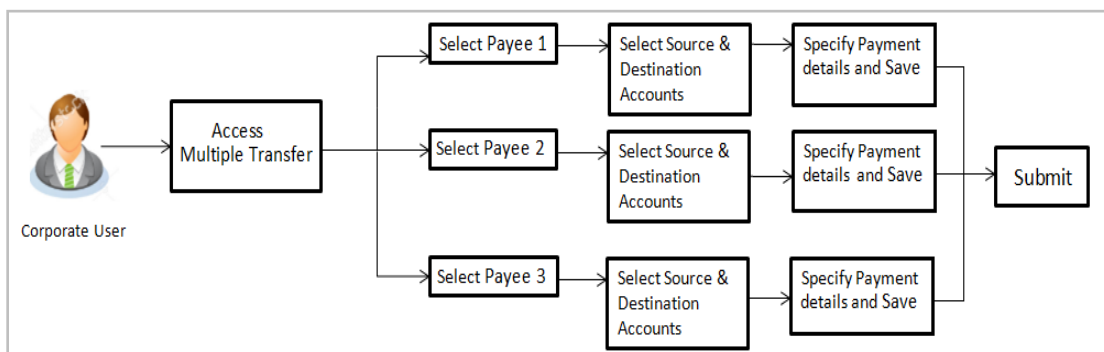 Corporate User
Access
Multiple Transfer
Select Payee 1
Select Source &
Destination
Accounts
Specify Payment
details and Save
Select Payee 2
Select Source &
Destination
Accounts
Specify Payment
details and Save
Select Payee 3
Select Source &
Destination
Accounts
Specify Payment
details and Save
Submit